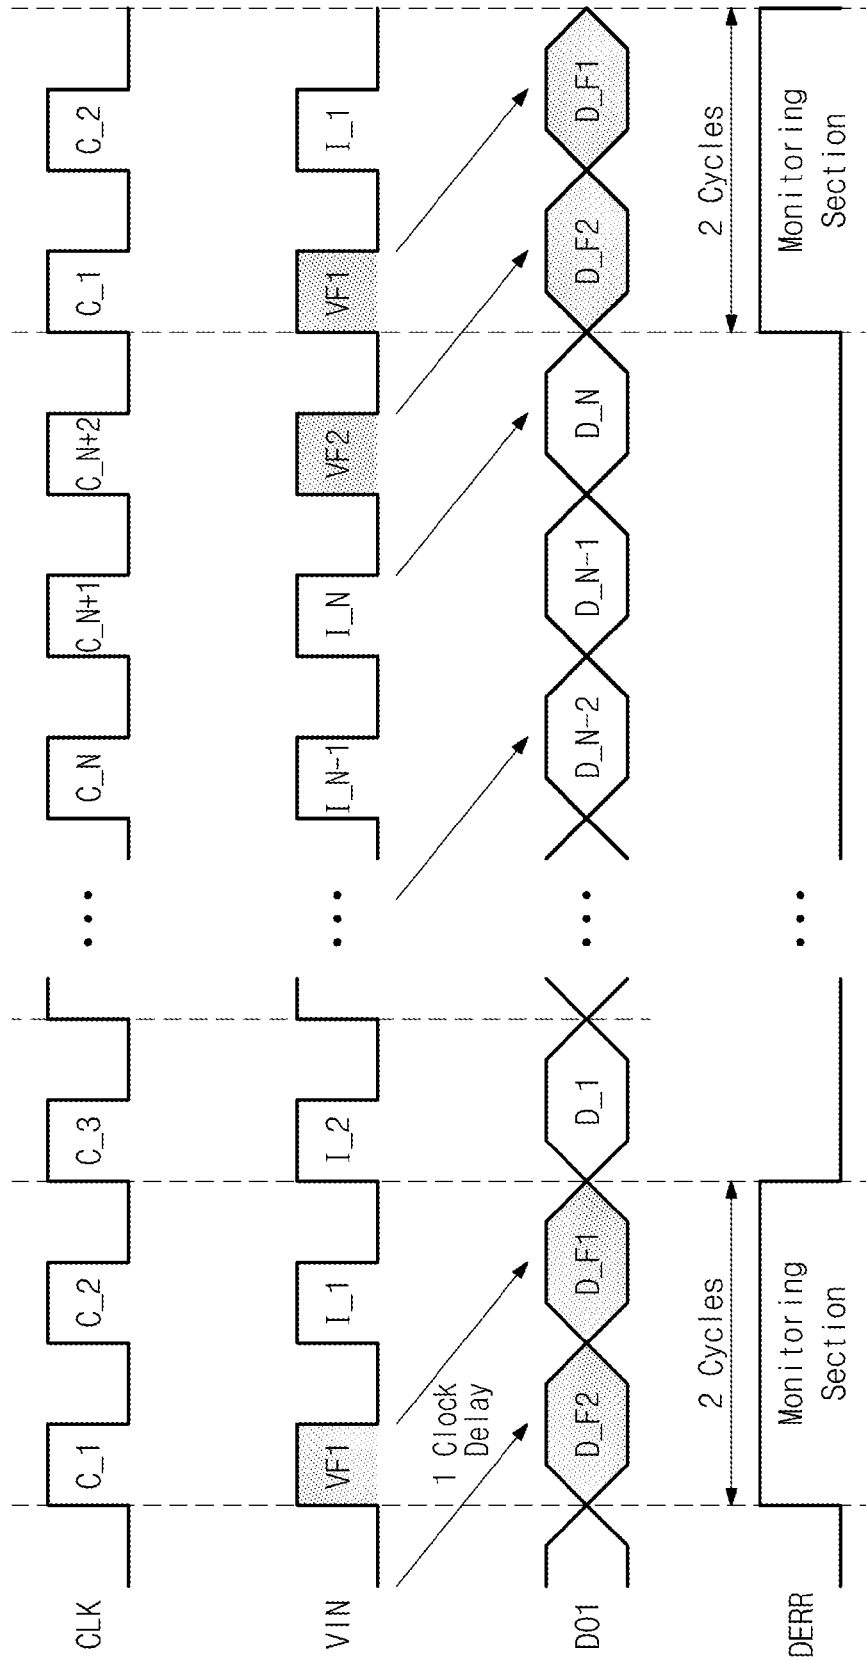 CLK
C_1
C_2
C_3
C_N
C_N+1
C_N+2
C_1
C_2
VIN
VF1
I_1
I_2
I_N-1
I_N
VF2
VF1
I_1
1 Clock
Delay
DO1
D_F2
D_F1
D_1
D_N-2
D_N-1
D_N
D_F2
D_F1
2 Cycles
2 Cycles
DERR
Monitoring
Section
Monitoring
Section